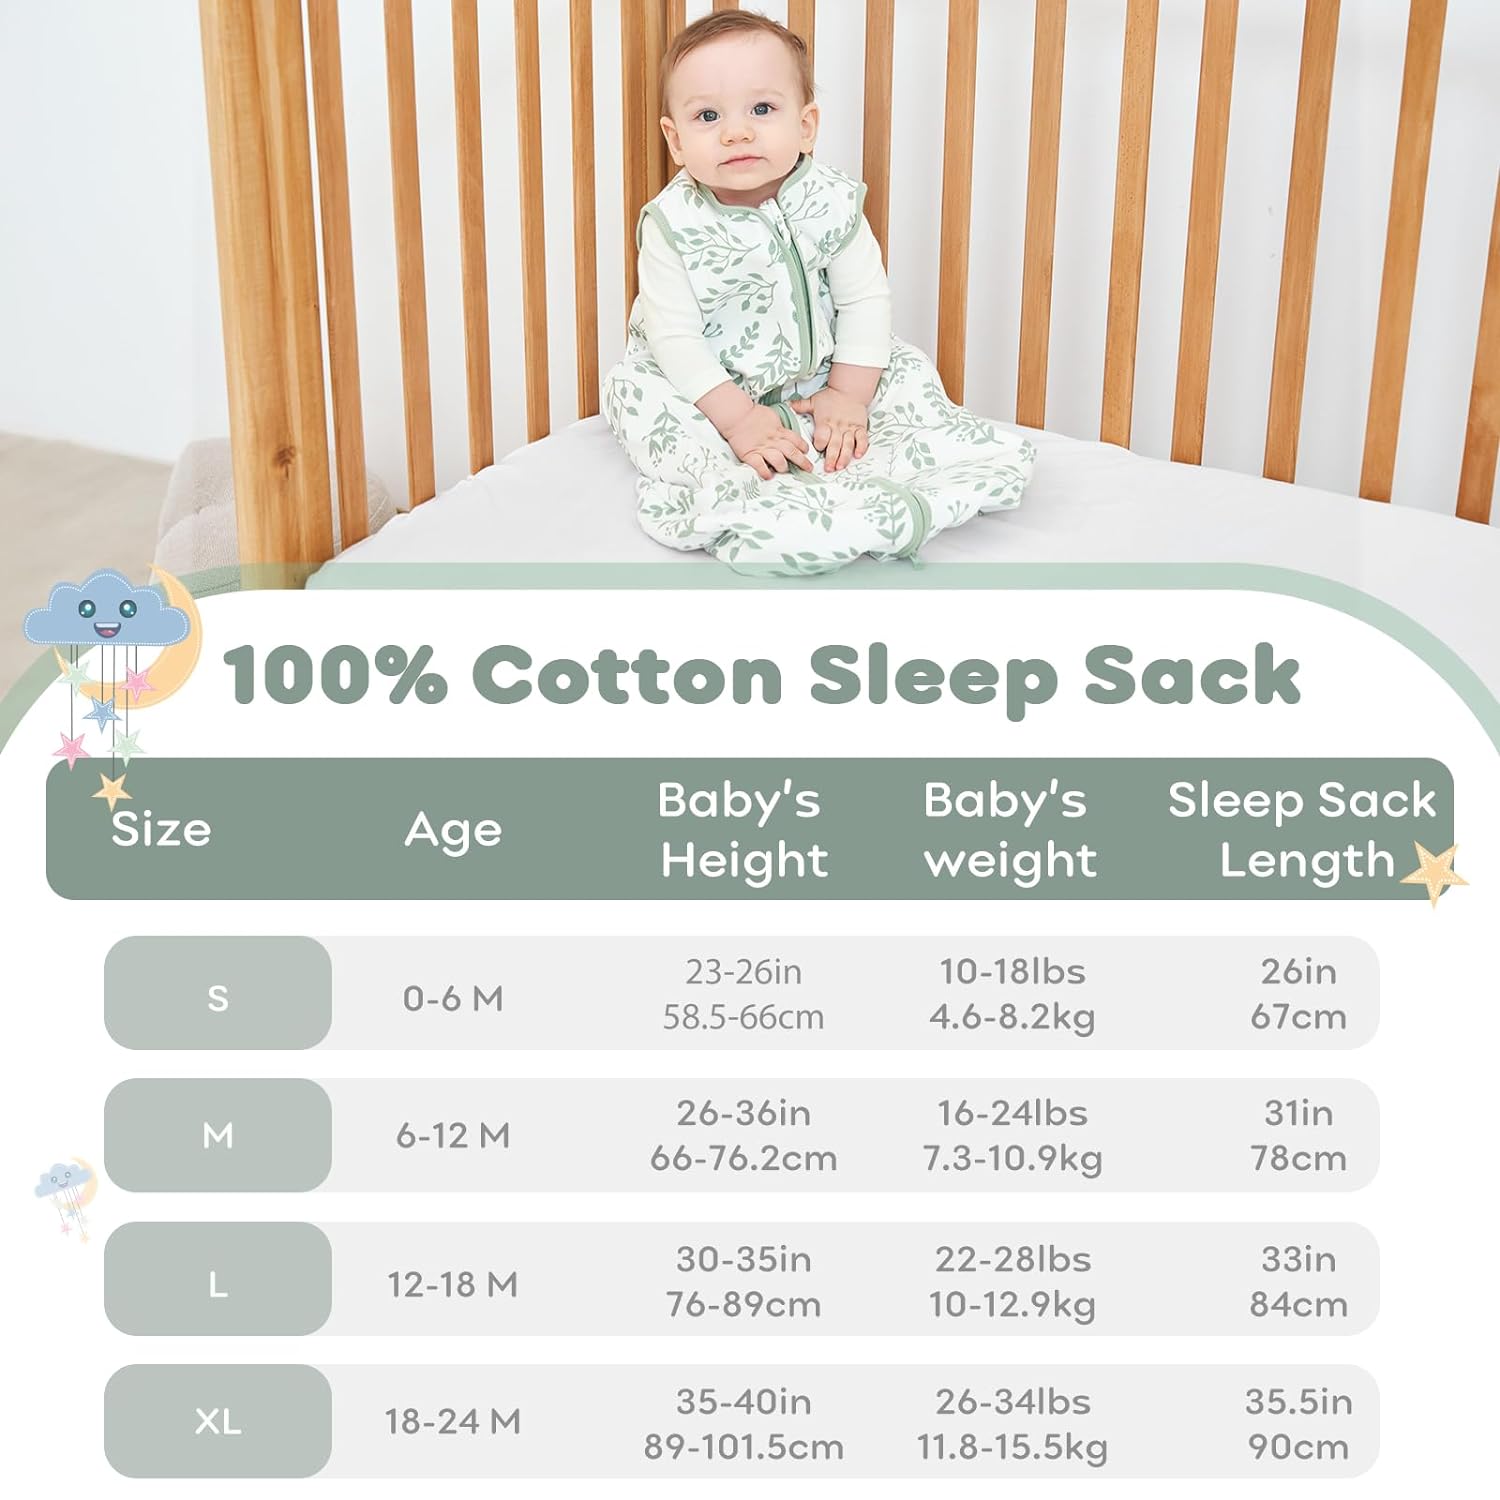 100% Cotton Sleep Sack
Size Age Baby's Height Baby's weight Sleep Sack Length
S 0-6 M 23-26in 10-18lbs 26in
58.5-66cm 4.6-8.2kg 67cm
M 6-12 M 26-36in 16-24lbs 31in
66-76.2cm 7.3-10.9kg 78cm
L 12-18 M 30-35in 22-28lbs 33in
76-89cm 10-12.9kg 84cm
XL 18-24 M 35-40in 26-34lbs 35.5in
89-101.5cm 11.8-15.5kg 90cm